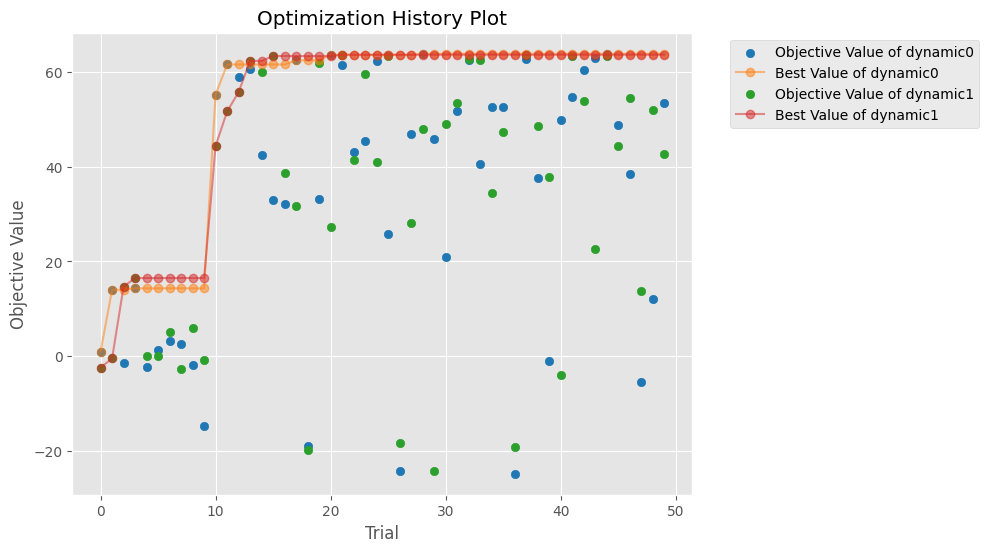 Optimization History Plot
Objective Value
60
40
20
0
−20
0 10 20 30 40 50
Trial
Objective Value of dynamic0
Best Value of dynamic0
Objective Value of dynamic1
Best Value of dynamic1